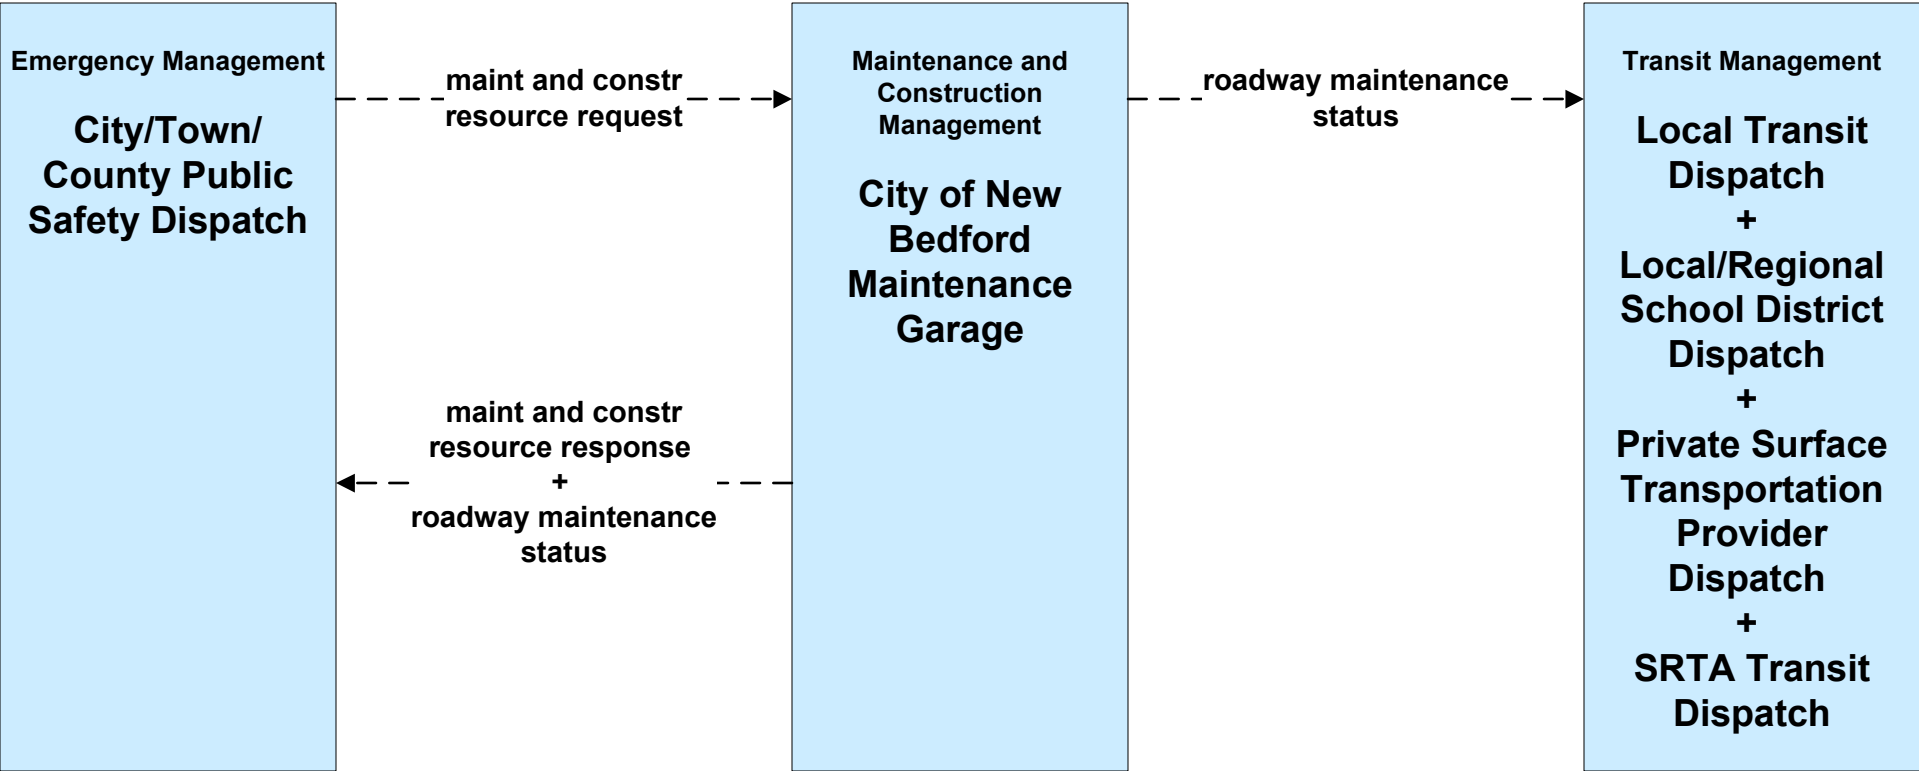 Emergency Management
City/Town/
County Public
Safety Dispatch
maint and constr
resource request
maint and constr
resource response
+
roadway maintenance
status
Maintenance and
Construction
Management
City of New
Bedford
Maintenance
Garage
roadway maintenance
status
Transit Management
Local Transit
Dispatch
+
Local/Regional
School District
Dispatch
+
Private Surface
Transportation
Provider
Dispatch
+
SRTA Transit
Dispatch